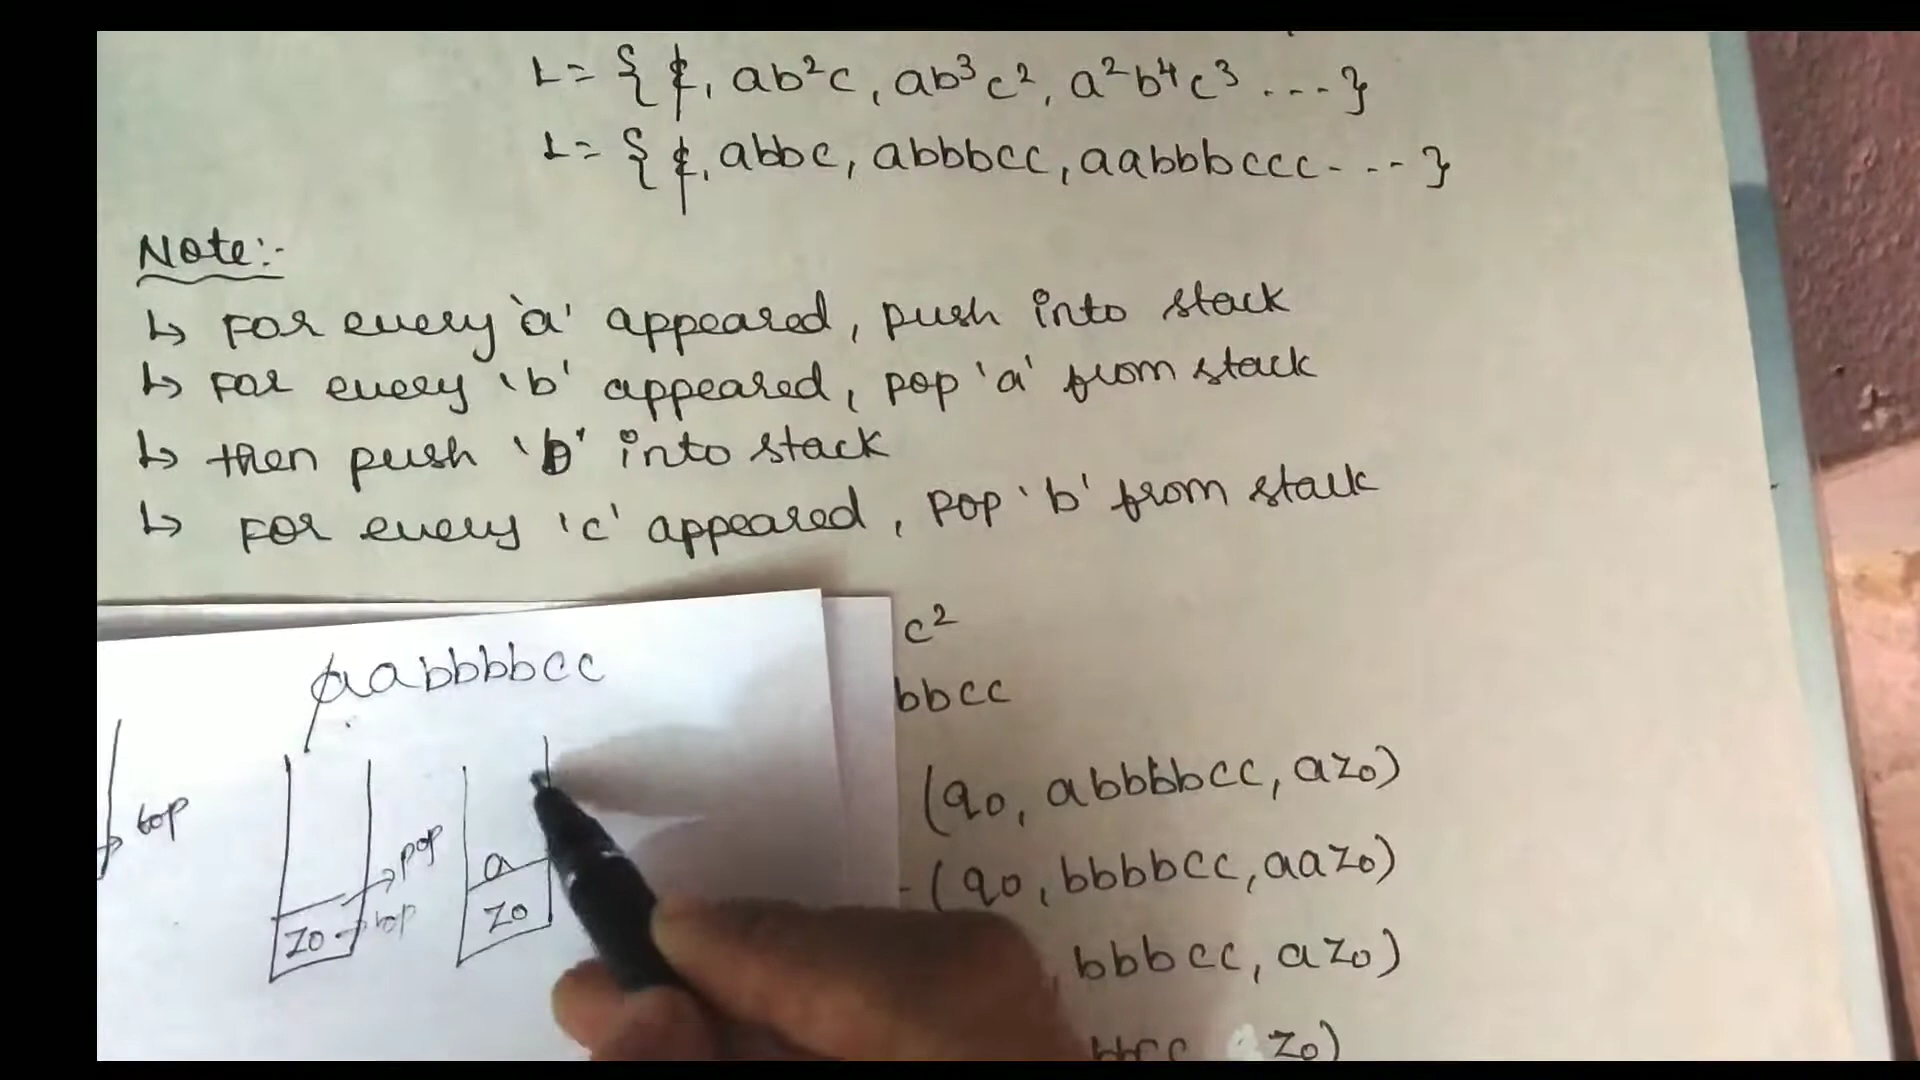 L = { ϵ, ab²c, ab³c², a²b⁴c³ ---- }
L = { ϵ, abbc, abbbcc, aabbbccc- - -- }
Note:-
↳ For every 'a' appeared, push into stack
↳ For every 'b' appeared, pop 'a' from stack
↳ then push 'b' into stack
↳ For every 'c' appeared, pop 'b' from stack
c²
aabbbbcc
bbcc
top
pop
top
a
z0
z0
(q0, abbbbcc, az0)
-(q0, bbbbcc, aaz0)
, bbbcc, az0)
bbcc z0)